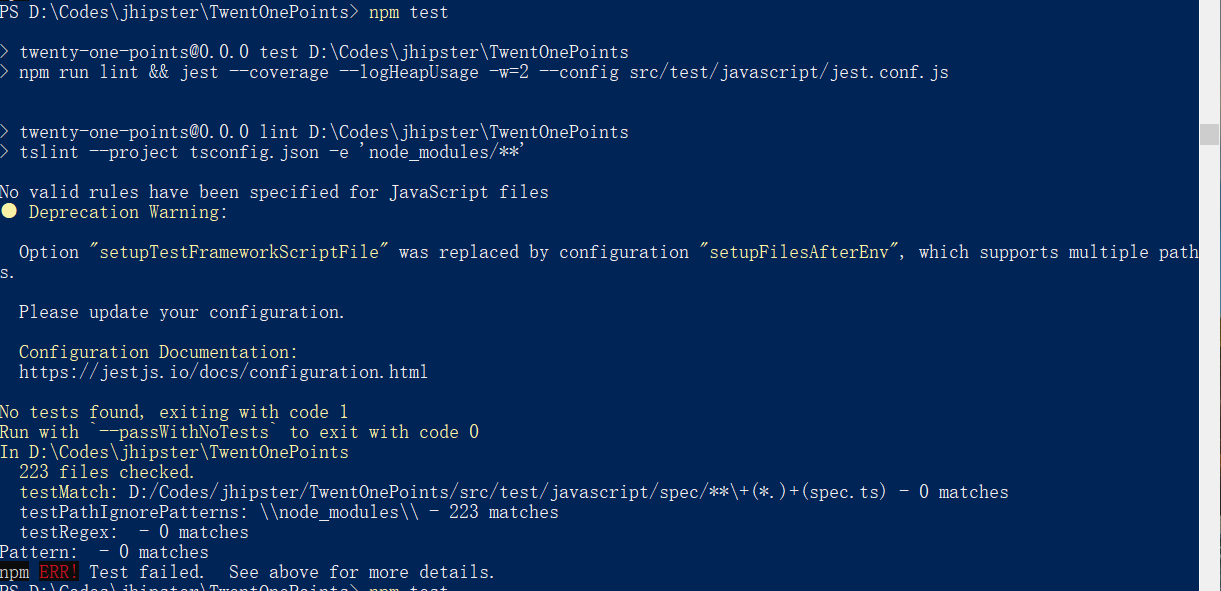 PS D:\Codes\jhipster\TwentOnePoints> npm test
> twenty-one-points@0.0.0 test D:\Codes\jhipster\TwentOnePoints
> npm run lint && jest --coverage --logHeapUsage -w=2 --config src/test/javascript/jest.conf.js
> twenty-one-points@0.0.0 lint D:\Codes\jhipster\TwentOnePoints
> tslint --project tsconfig.json -e 'node_modules/**'
No valid rules have been specified for JavaScript files
● Deprecation Warning:
Option "setupTestFrameworkScriptFile" was replaced by configuration "setupFilesAfterEnv", which supports multiple path
s.
Please update your configuration.
Configuration Documentation:
https://jestjs.io/docs/configuration.html
No tests found, exiting with code 1
Run with `--passWithNoTests` to exit with code 0
In D:\Codes\jhipster\TwentOnePoints
223 files checked.
testMatch: D:/Codes/jhipster/TwentOnePoints/src/test/javascript/spec/**\+(*.)+(spec.ts) - 0 matches
testPathIgnorePatterns: \\node_modules\\ - 223 matches
testRegex:  - 0 matches
Pattern:  - 0 matches
npm ERR! Test failed.  See above for more details.
PS D:\Codes\jhipster\TwentOnePoints> npm test